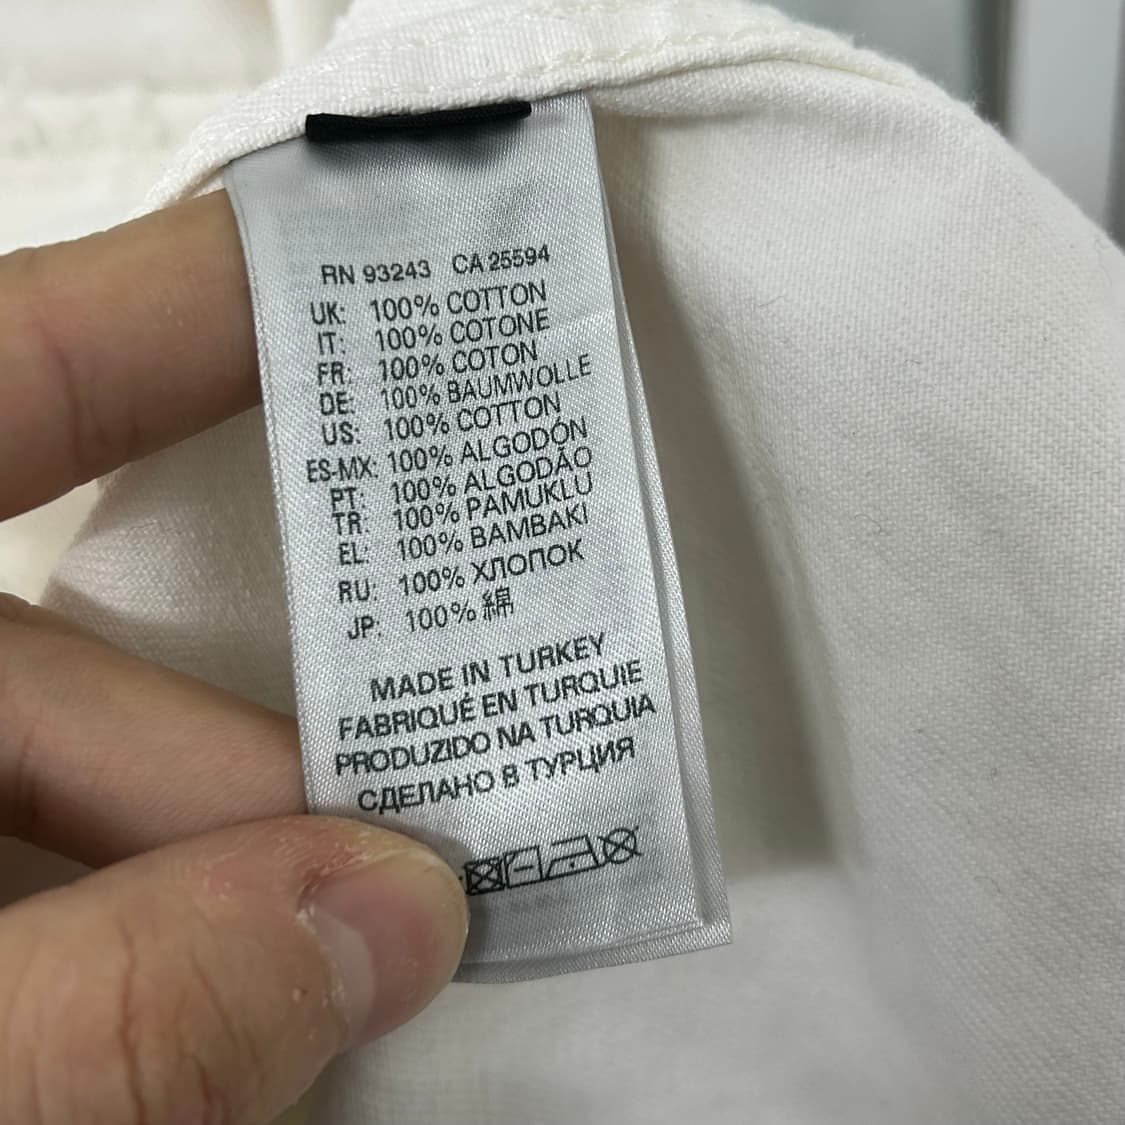 RN 93243 CA 25594
UK: 100% COTTON
IT: 100% COTONE
FR: 100% COTON
DE: 100% BAUMWOLLE
US: 100% COTTON
ES-MX: 100% ALGODÓN
PT: 100% ALGODÃO
TR: 100% PAMUKLU
EL: 100% BAMBAKI
RU: 100% ХЛОПОК
JP: 100% 綿
MADE IN TURKEY
FABRIQUÉ EN TURQUIE
PRODUZIDO NA TURQUIA
СДЕЛАНО В ТУРЦИЯ